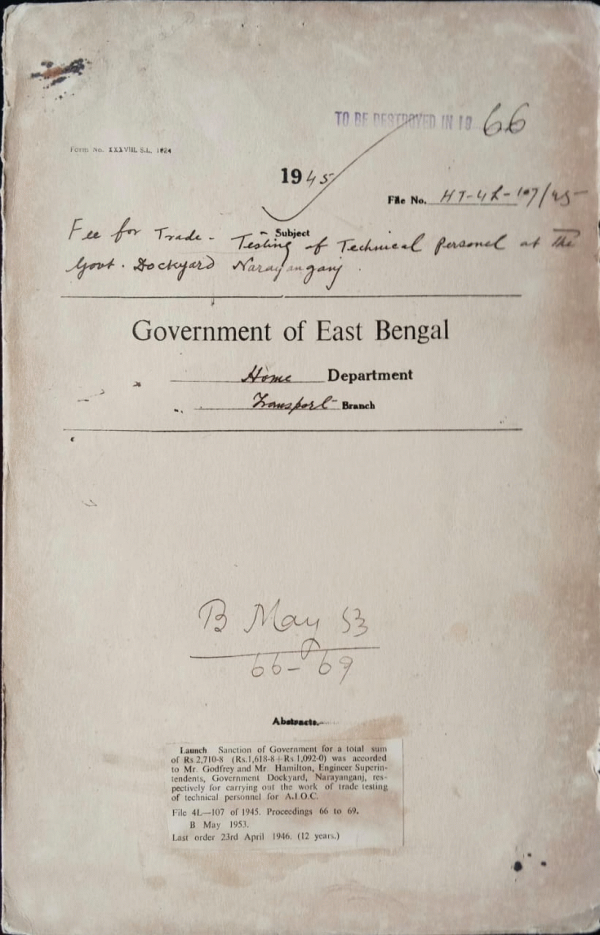 TO BE DESTROYED IN 19 66
Form No. XXXVIII, S.L. 1624
1945
File No. HT-4L-107/45
Subject
Fee for Trade - Testing of Technical Personel at the
Govt. Dockyard Narayanganj.
Government of East Bengal
Home Department
Transport Branch
B May 53
66-69
Abstracts.
Launch Sanction of Government for a total sum
of Rs 2,710-8 (Rs.1,618-8+Rs 1,092-0) was accorded
to Mr. Godfrey and Mr. Hamilton, Engineer Superin-
tendents, Government Dockyard, Narayanganj, res-
pectively for carrying out the work of trade testing
of technical personnel for A.I.O.C.
File 4L—107 of 1945. Proceedings 66 to 69.
B May 1953.
Last order 23rd April 1946. (12 years.)